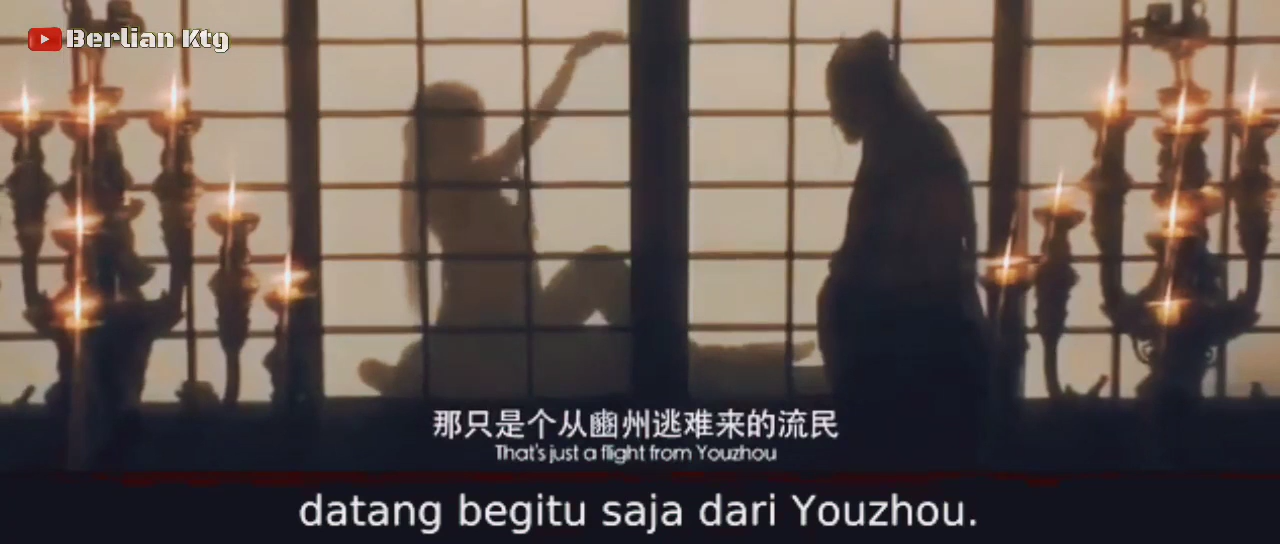 Berlian Ktg
那只是个从豳州逃难来的流民
That's just a flight from Youzhou
datang begitu saja dari Youzhou.